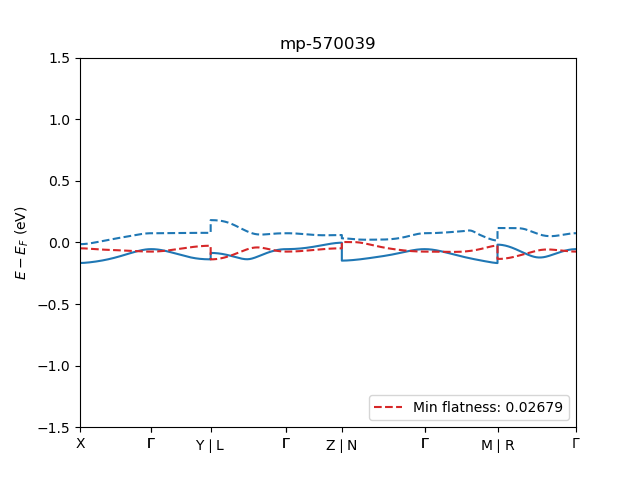 mp-570039
1.5
1.0
0.5
0.0
−0.5
−1.0
−1.5
E − E_F (eV)
Min flatness: 0.02679
X Γ Y | L Γ Z | N Γ M | R Γ